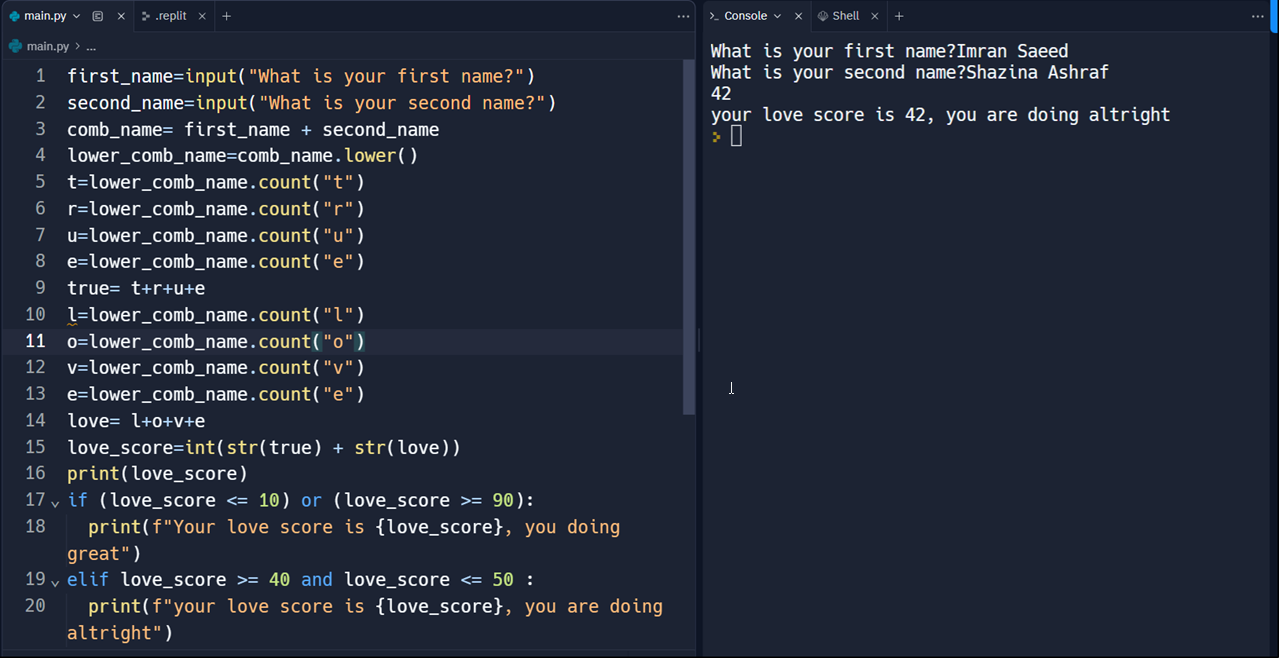 main.py
.replit
main.py > ...
1 first_name=input("What is your first name?")
2 second_name=input("What is your second name?")
3 comb_name= first_name + second_name
4 lower_comb_name=comb_name.lower()
5 t=lower_comb_name.count("t")
6 r=lower_comb_name.count("r")
7 u=lower_comb_name.count("u")
8 e=lower_comb_name.count("e")
9 true= t+r+u+e
10 l=lower_comb_name.count("l")
11 o=lower_comb_name.count("o")
12 v=lower_comb_name.count("v")
13 e=lower_comb_name.count("e")
14 love= l+o+v+e
15 love_score=int(str(true) + str(love))
16 print(love_score)
17 if (love_score <= 10) or (love_score >= 90):
18 print(f"Your love score is {love_score}, you doing
great")
19 elif love_score >= 40 and love_score <= 50 :
20 print(f"your love score is {love_score}, you are doing
altright")
Console
Shell
What is your first name?Imran Saeed
What is your second name?Shazina Ashraf
42
your love score is 42, you are doing altright